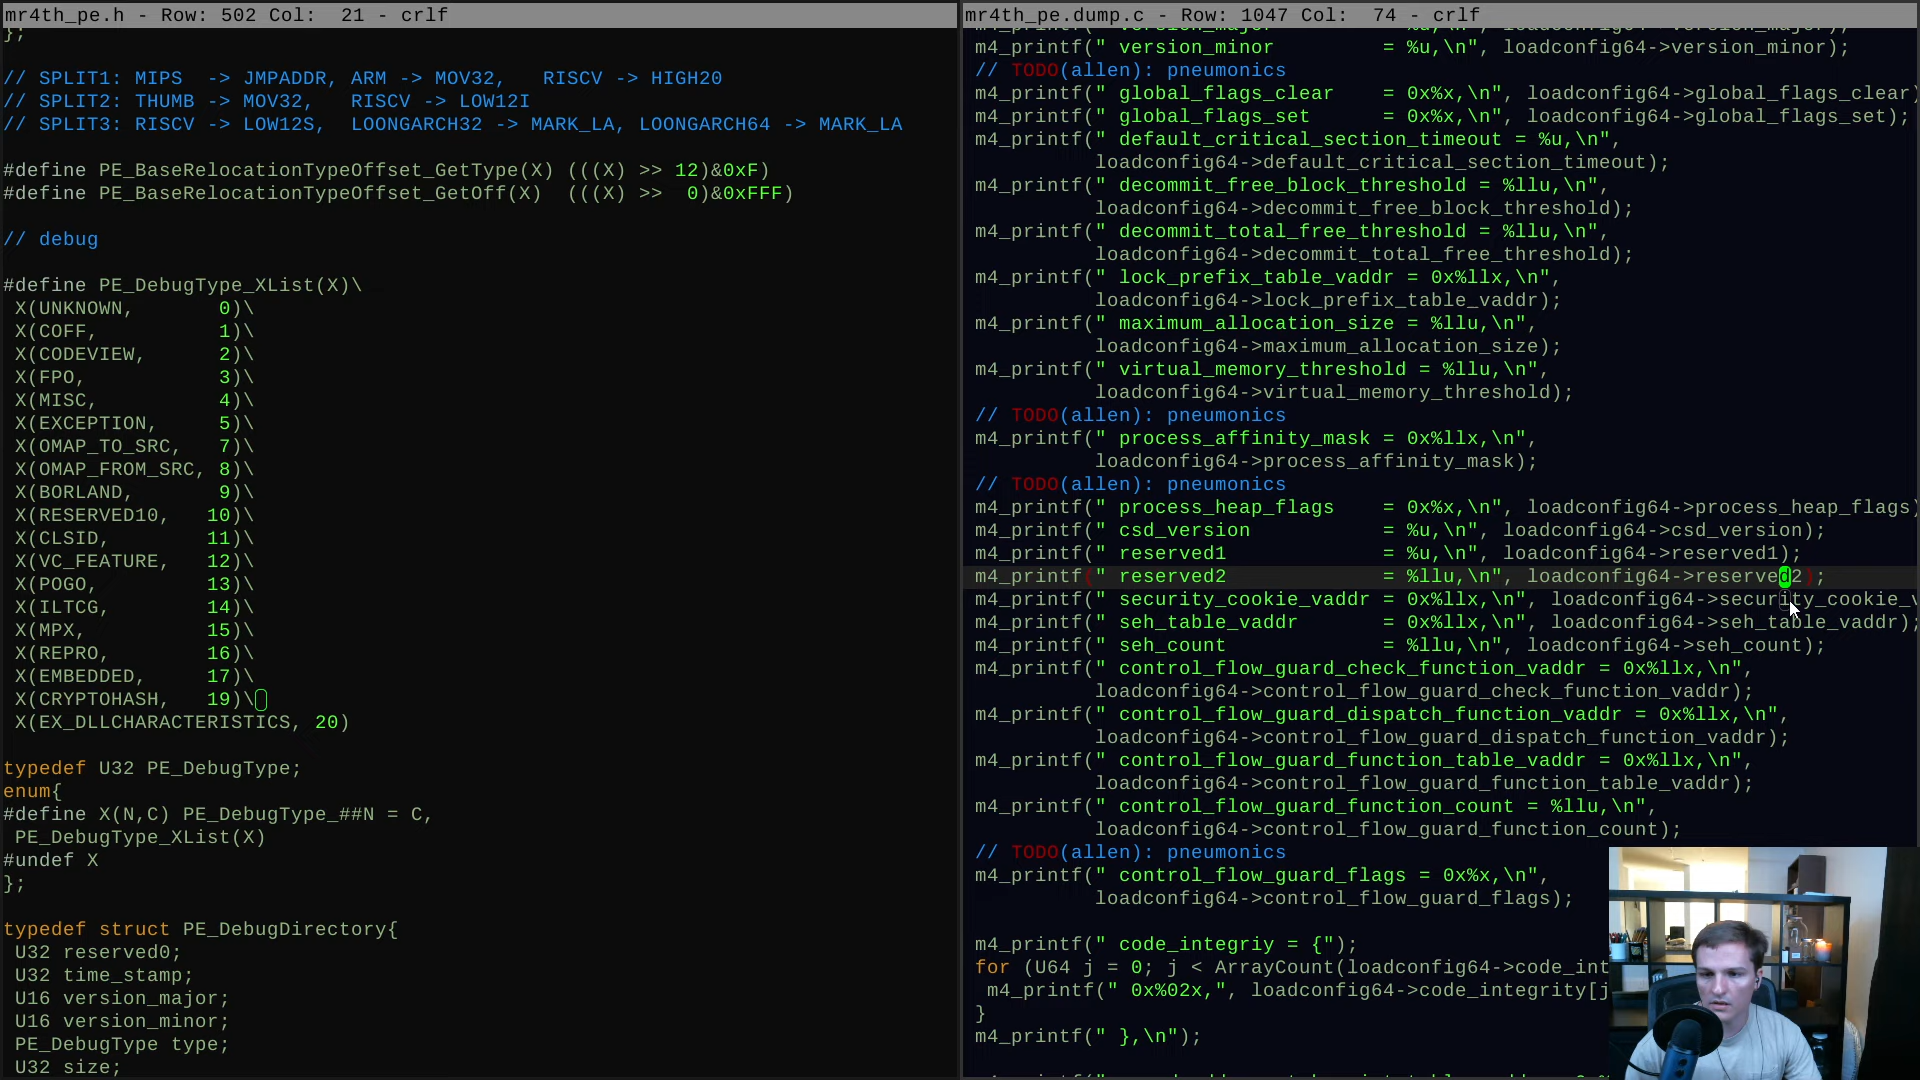 mr4th_pe.h - Row: 502 Col:  21 - crlf
};
// SPLIT1: MIPS  -> JMPADDR, ARM -> MOV32,   RISCV -> HIGH20
// SPLIT2: THUMB -> MOV32,   RISCV -> LOW12I
// SPLIT3: RISCV -> LOW12S,  LOONGARCH32 -> MARK_LA, LOONGARCH64 -> MARK_LA
#define PE_BaseRelocationTypeOffset_GetType(X) (((X) >> 12)&0xF)
#define PE_BaseRelocationTypeOffset_GetOff(X)  (((X) >>  0)&0xFFF)
// debug
#define PE_DebugType_XList(X)\
X(UNKNOWN,       0)\
X(COFF,          1)\
X(CODEVIEW,      2)\
X(FPO,           3)\
X(MISC,          4)\
X(EXCEPTION,     5)\
X(OMAP_TO_SRC,   7)\
X(OMAP_FROM_SRC, 8)\
X(BORLAND,       9)\
X(RESERVED10,   10)\
X(CLSID,        11)\
X(VC_FEATURE,   12)\
X(POGO,         13)\
X(ILTCG,        14)\
X(MPX,          15)\
X(REPRO,        16)\
X(EMBEDDED,     17)\
X(CRYPTOHASH,   19)\
X(EX_DLLCHARACTERISTICS, 20)
typedef U32 PE_DebugType;
enum{
#define X(N,C) PE_DebugType_##N = C,
PE_DebugType_XList(X)
#undef X
};
typedef struct PE_DebugDirectory{
U32 reserved0;
U32 time_stamp;
U16 version_major;
U16 version_minor;
PE_DebugType type;
U32 size;
mr4th_pe.dump.c - Row: 1047 Col:  74 - crlf
m4_printf(" version_major         = %u,\n", loadconfig64->version_major);
m4_printf(" version_minor         = %u,\n", loadconfig64->version_minor);
// TODO(allen): pneumonics
m4_printf(" global_flags_clear    = 0x%x,\n", loadconfig64->global_flags_clear)
m4_printf(" global_flags_set      = 0x%x,\n", loadconfig64->global_flags_set);
m4_printf(" default_critical_section_timeout = %u,\n",
loadconfig64->default_critical_section_timeout);
m4_printf(" decommit_free_block_threshold = %llu,\n",
loadconfig64->decommit_free_block_threshold);
m4_printf(" decommit_total_free_threshold = %llu,\n",
loadconfig64->decommit_total_free_threshold);
m4_printf(" lock_prefix_table_vaddr = 0x%llx,\n",
loadconfig64->lock_prefix_table_vaddr);
m4_printf(" maximum_allocation_size = %llu,\n",
loadconfig64->maximum_allocation_size);
m4_printf(" virtual_memory_threshold = %llu,\n",
loadconfig64->virtual_memory_threshold);
// TODO(allen): pneumonics
m4_printf(" process_affinity_mask = 0x%llx,\n",
loadconfig64->process_affinity_mask);
// TODO(allen): pneumonics
m4_printf(" process_heap_flags    = 0x%x,\n", loadconfig64->process_heap_flags)
m4_printf(" csd_version           = %u,\n", loadconfig64->csd_version);
m4_printf(" reserved1             = %u,\n", loadconfig64->reserved1);
m4_printf(" reserved2             = %llu,\n", loadconfig64->reserved2);
m4_printf(" security_cookie_vaddr = 0x%llx,\n", loadconfig64->security_cookie_v
m4_printf(" seh_table_vaddr       = 0x%llx,\n", loadconfig64->seh_table_vaddr);
m4_printf(" seh_count             = %llu,\n", loadconfig64->seh_count);
m4_printf(" control_flow_guard_check_function_vaddr = 0x%llx,\n",
loadconfig64->control_flow_guard_check_function_vaddr);
m4_printf(" control_flow_guard_dispatch_function_vaddr = 0x%llx,\n",
loadconfig64->control_flow_guard_dispatch_function_vaddr);
m4_printf(" control_flow_guard_function_table_vaddr = 0x%llx,\n",
loadconfig64->control_flow_guard_function_table_vaddr);
m4_printf(" control_flow_guard_function_count = %llu,\n",
loadconfig64->control_flow_guard_function_count);
// TODO(allen): pneumonics
m4_printf(" control_flow_guard_flags = 0x%x,\n",
loadconfig64->control_flow_guard_flags);
m4_printf(" code_integriy = {");
for (U64 j = 0; j < ArrayCount(loadconfig64->code_int
m4_printf(" 0x%02x,", loadconfig64->code_integrity[j
}
m4_printf(" },\n");